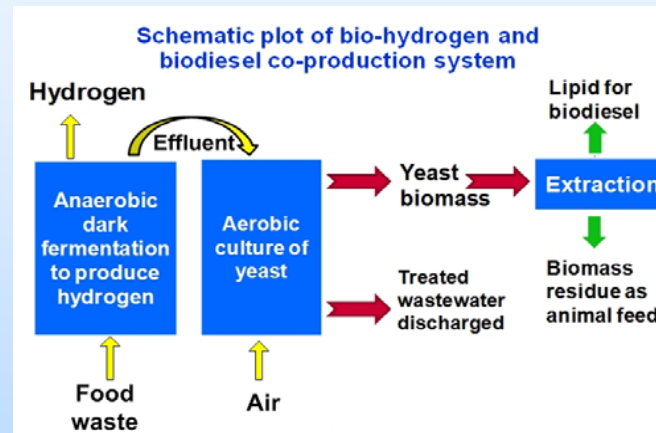 Schematic plot of bio-hydrogen and
biodiesel co-production system
Hydrogen
Effluent
Lipid for
biodiesel
Anaerobic
dark
fermentation
to produce
hydrogen
Aerobic
culture of
yeast
Yeast
biomass
Extraction
Treated
wastewater
discharged
Biomass
residue as
animal feed
Food
waste
Air